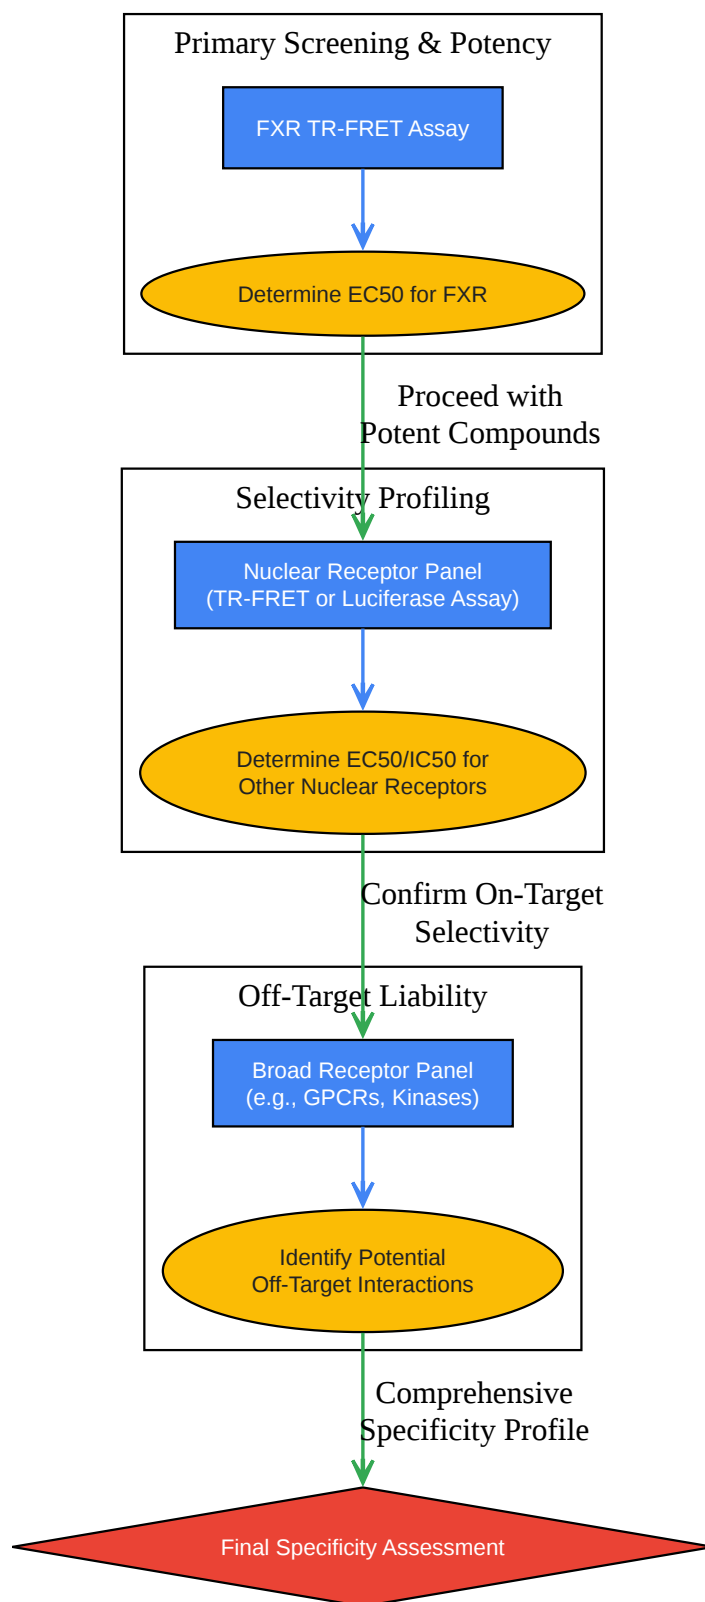 Primary Screening & Potency
FXR TR-FRET Assay
Determine EC50 for FXR
Proceed with
Potent Compounds
Selectivity Profiling
Nuclear Receptor Panel
(TR-FRET or Luciferase Assay)
Determine EC50/IC50 for
Other Nuclear Receptors
Confirm On-Target
Selectivity
Off-Target Liability
Broad Receptor Panel
(e.g., GPCRs, Kinases)
Identify Potential
Off-Target Interactions
Comprehensive
Specificity Profile
Final Specificity Assessment